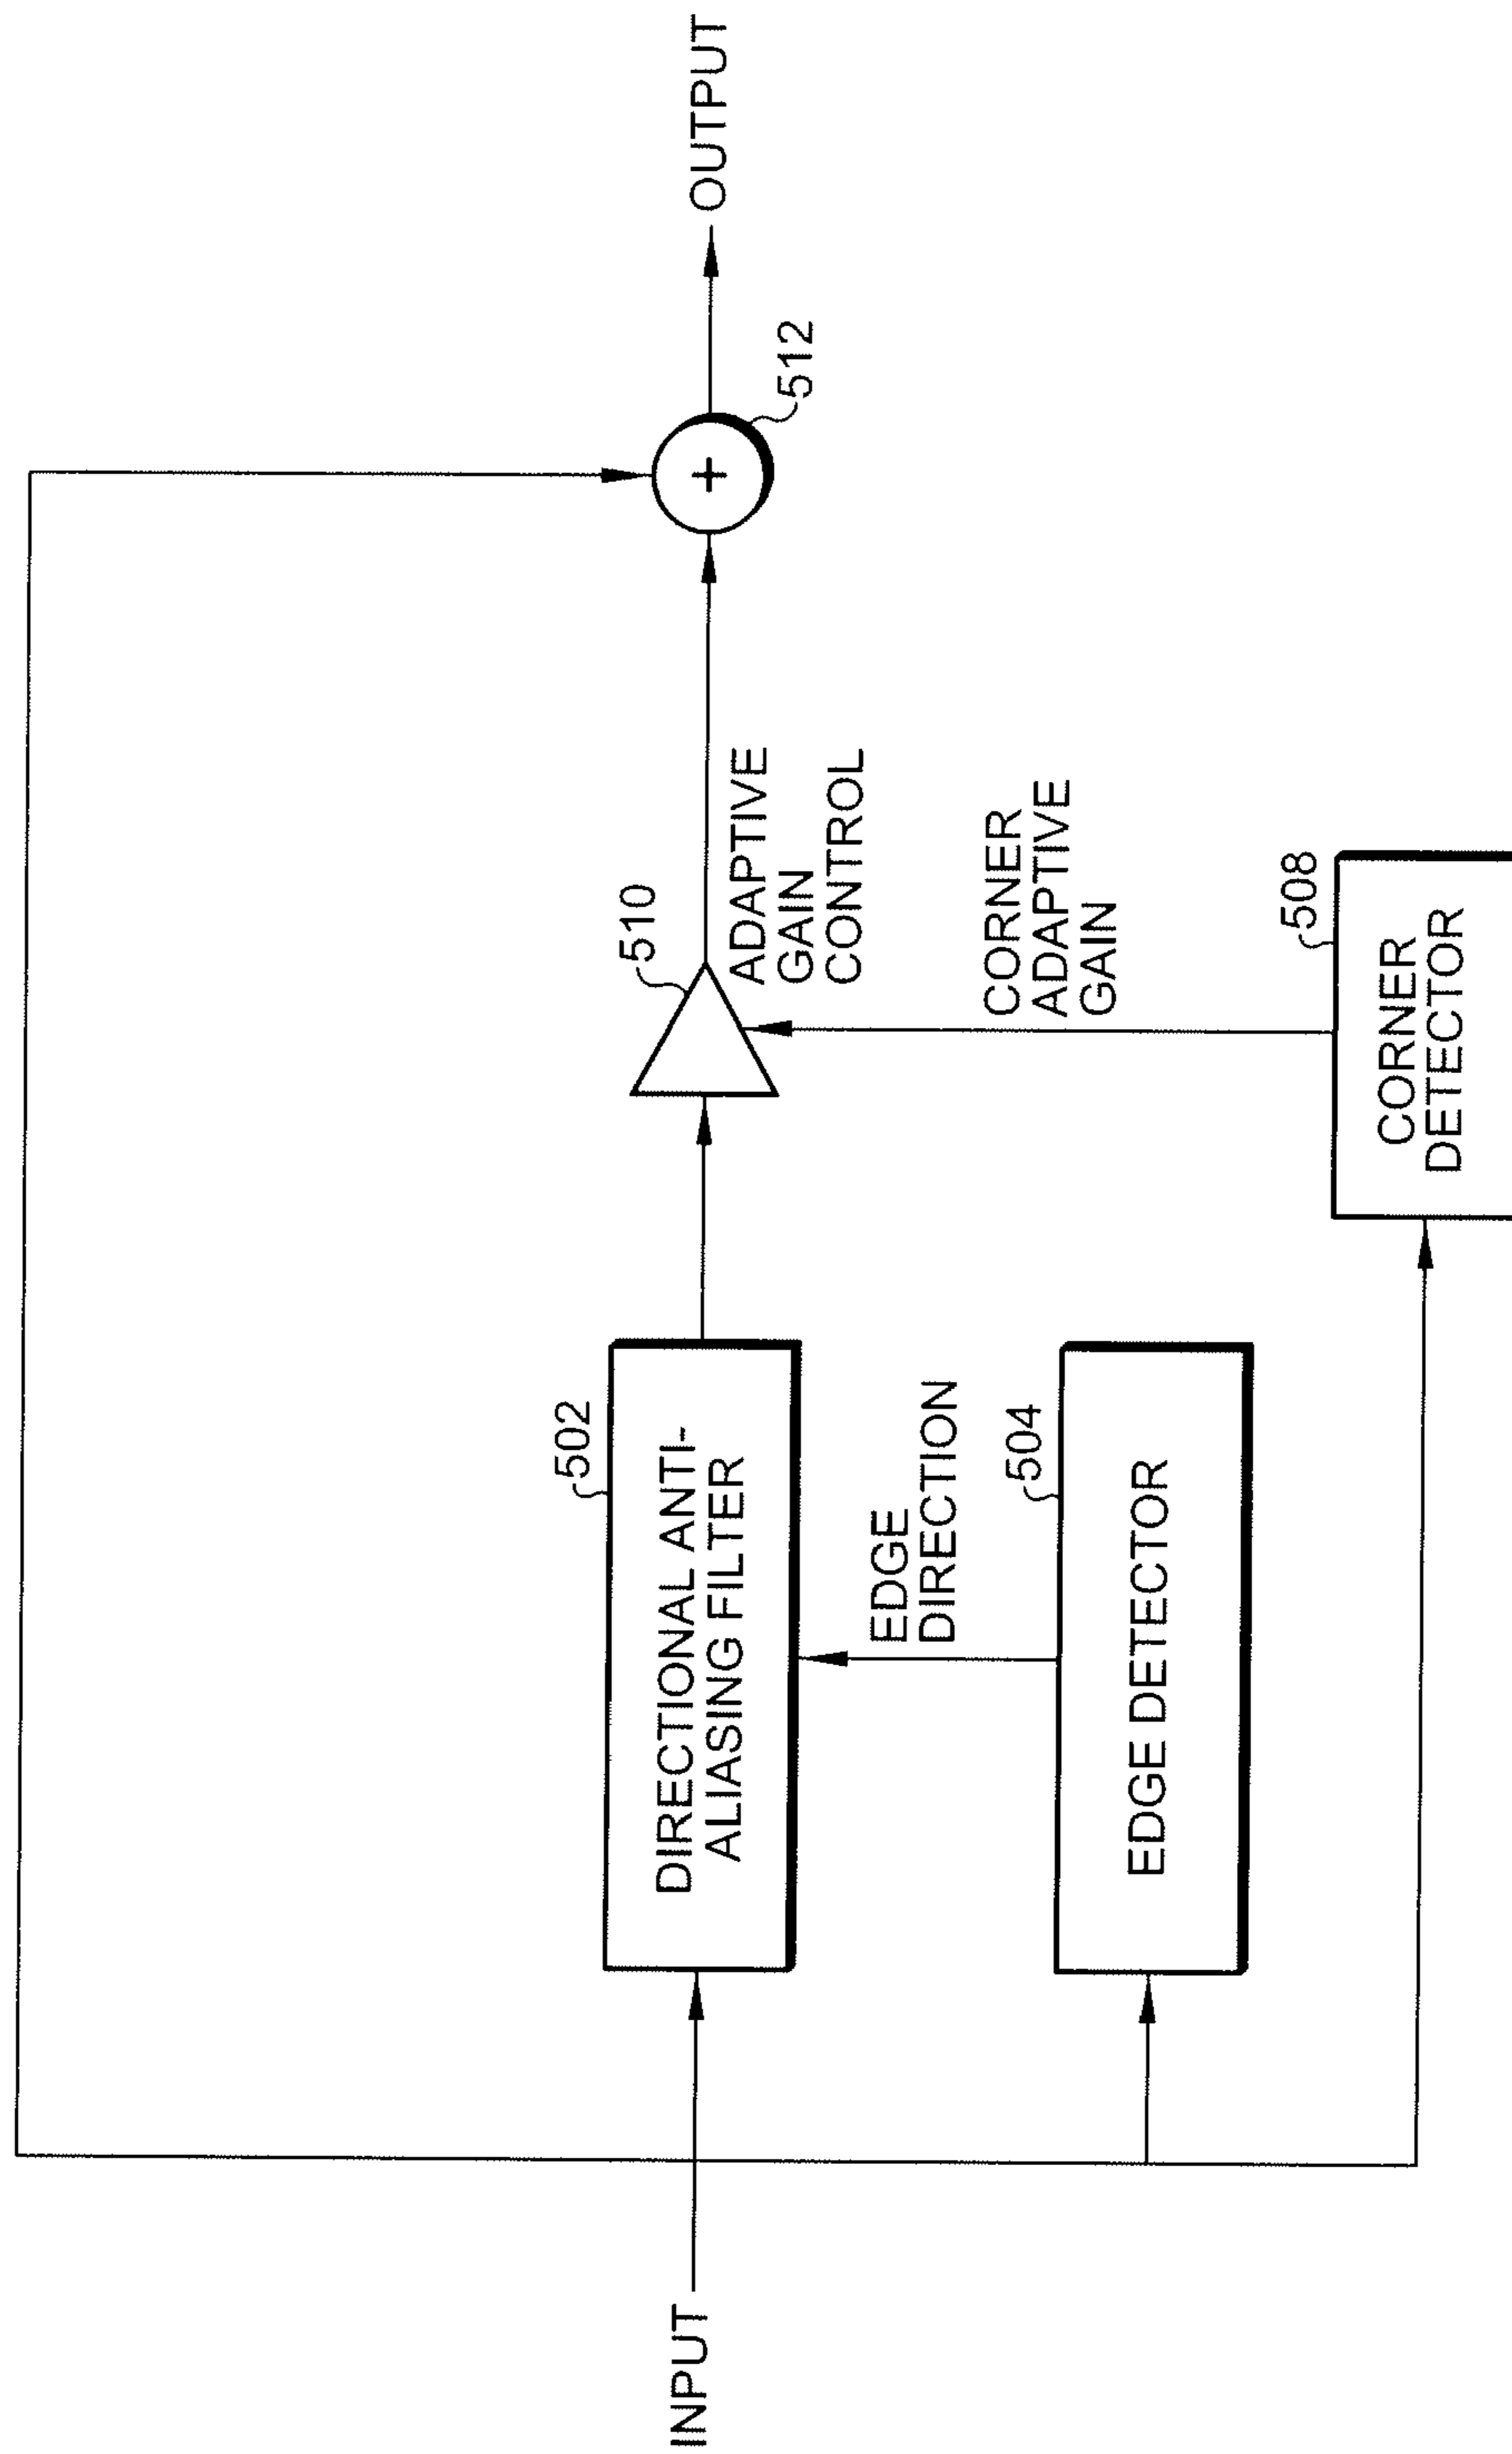 INPUT
502
DIRECTIONAL ANTI-
ALIASING FILTER
EDGE
DIRECTION
504
EDGE DETECTOR
510
ADAPTIVE
GAIN
CONTROL
CORNER
ADAPTIVE
GAIN
508
CORNER
DETECTOR
+
512
OUTPUT